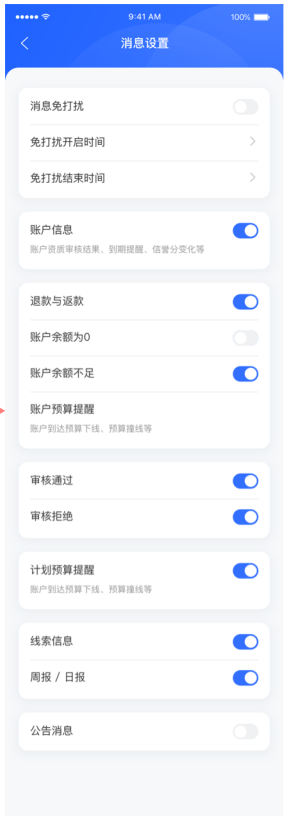 9:41 AM
100%
消息设置
消息免打扰
免打扰开启时间
免打扰结束时间
账户信息
账户资质审核结果、到期提醒、信誉分变化等
退款与返款
账户余额为0
账户余额不足
账户预算提醒
账户到达预算下线、预算撞线等
审核通过
审核拒绝
计划预算提醒
账户到达预算下线、预算撞线等
线索信息
周报 / 日报
公告消息